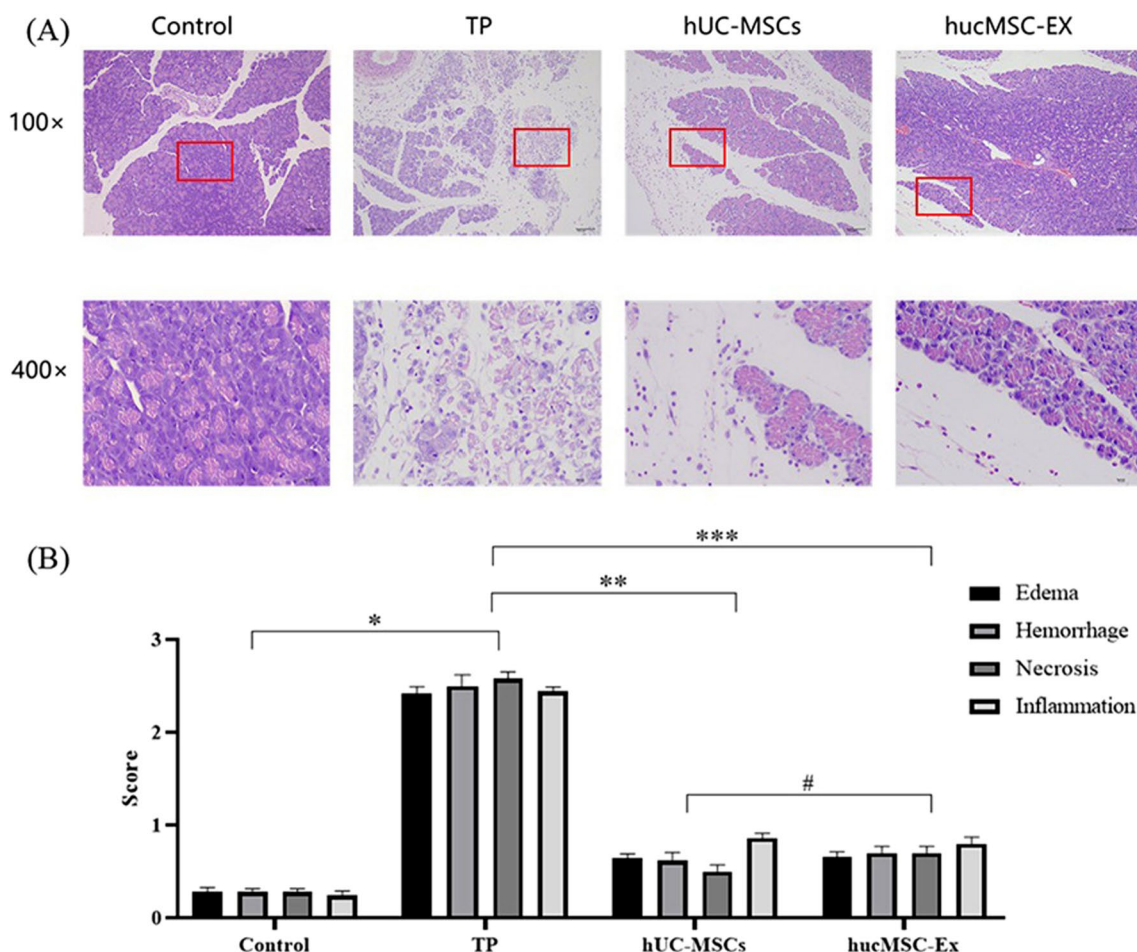 (A)
Control TP hUC-MSCs hucMSC-EX
100×
400×
(B)
***
**
*
#
Edema
Hemorrhage
Necrosis
Inflammation
Score
3
2
1
0
Control TP hUC-MSCs hucMSC-Ex